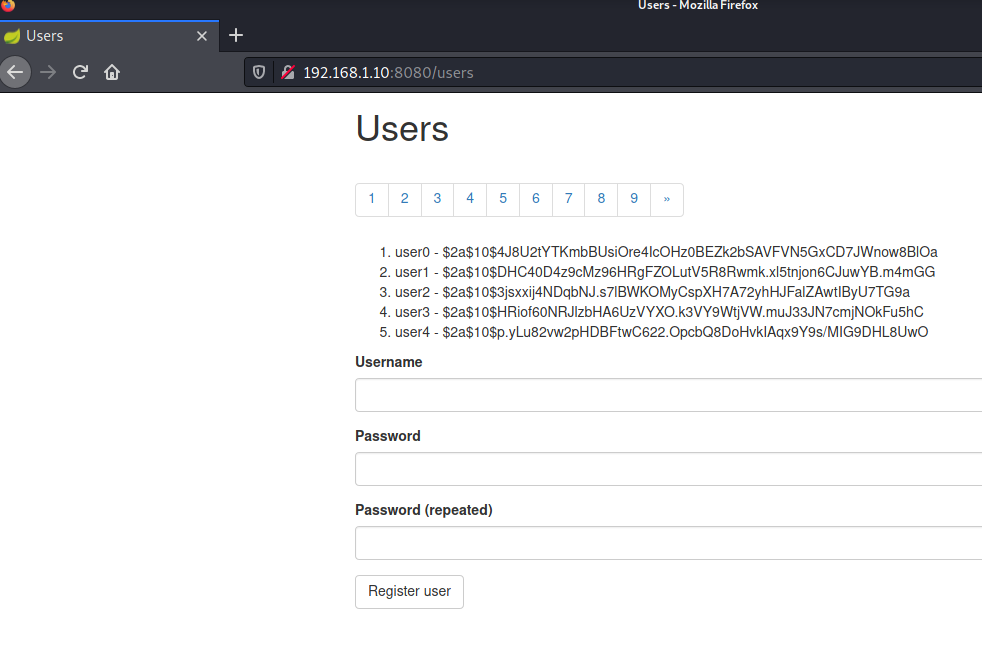 Users - Mozilla Firefox
Users
192.168.1.10:8080/users
Users
1 2 3 4 5 6 7 8 9 »
1. user0 - $2a$10$4J8U2tYTKmbBUsiOre4IcOHz0BEZk2bSAVFVN5GxCD7JWnow8BlOa
2. user1 - $2a$10$DHC40D4z9cMz96HRgFZOLutV5R8Rwmk.xl5tnjon6CJuwYB.m4mGG
3. user2 - $2a$10$3jsxxij4NDqbNJ.s7lBWKOMyCspXH7A72yhHJFalZAwtIByU7TG9a
4. user3 - $2a$10$HRiof60NRJlzbHA6UzVYXO.k3VY9WtjVW.muJ33JN7cmjNOkFu5hC
5. user4 - $2a$10$p.yLu82vw2pHDBFtwC622.OpcbQ8DoHvkIAqx9Y9s/MIG9DHL8UwO
Username
Password
Password (repeated)
Register user